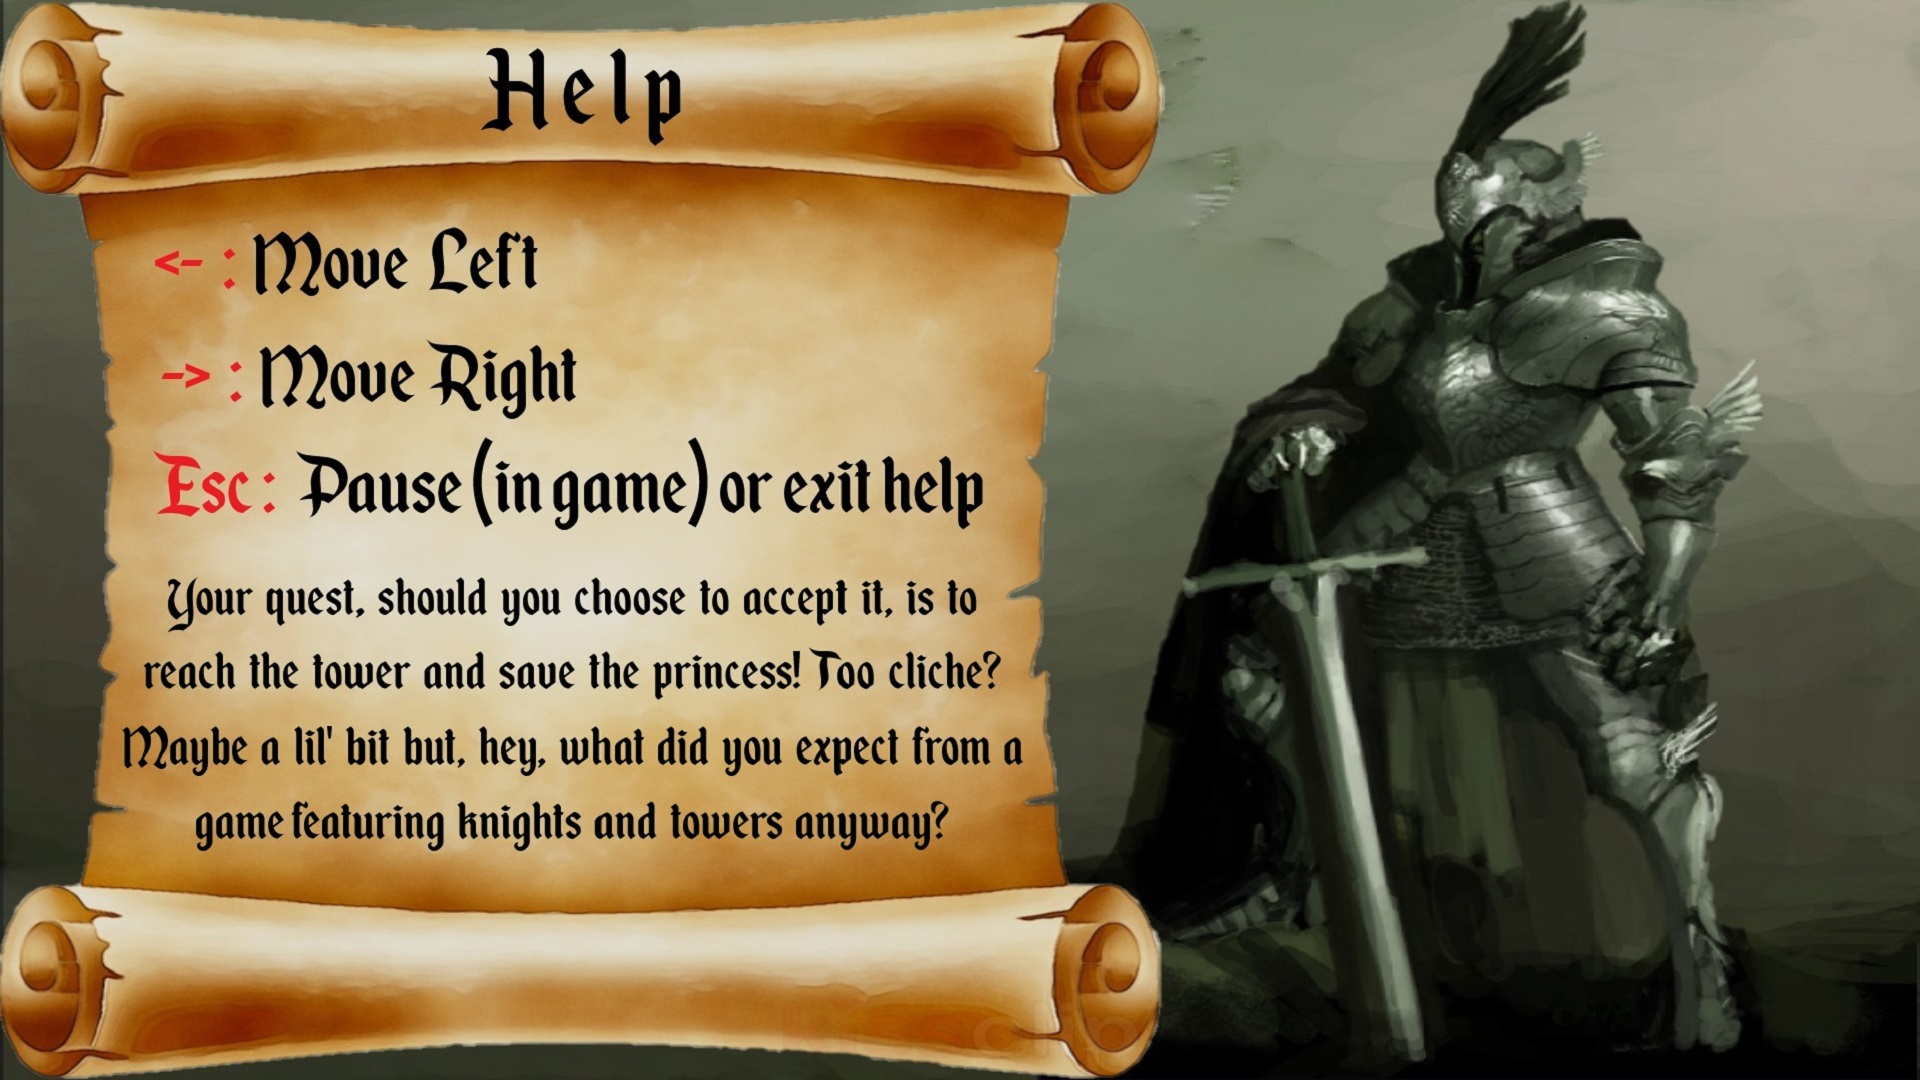 Help
<- : Move Left
-> : Move Right
Esc : Pause (in game) or exit help
Your quest, should you choose to accept it, is to
reach the tower and save the princess! Too cliche?
Maybe a lil' bit but, hey, what did you expect from a
game featuring knights and towers anyway?